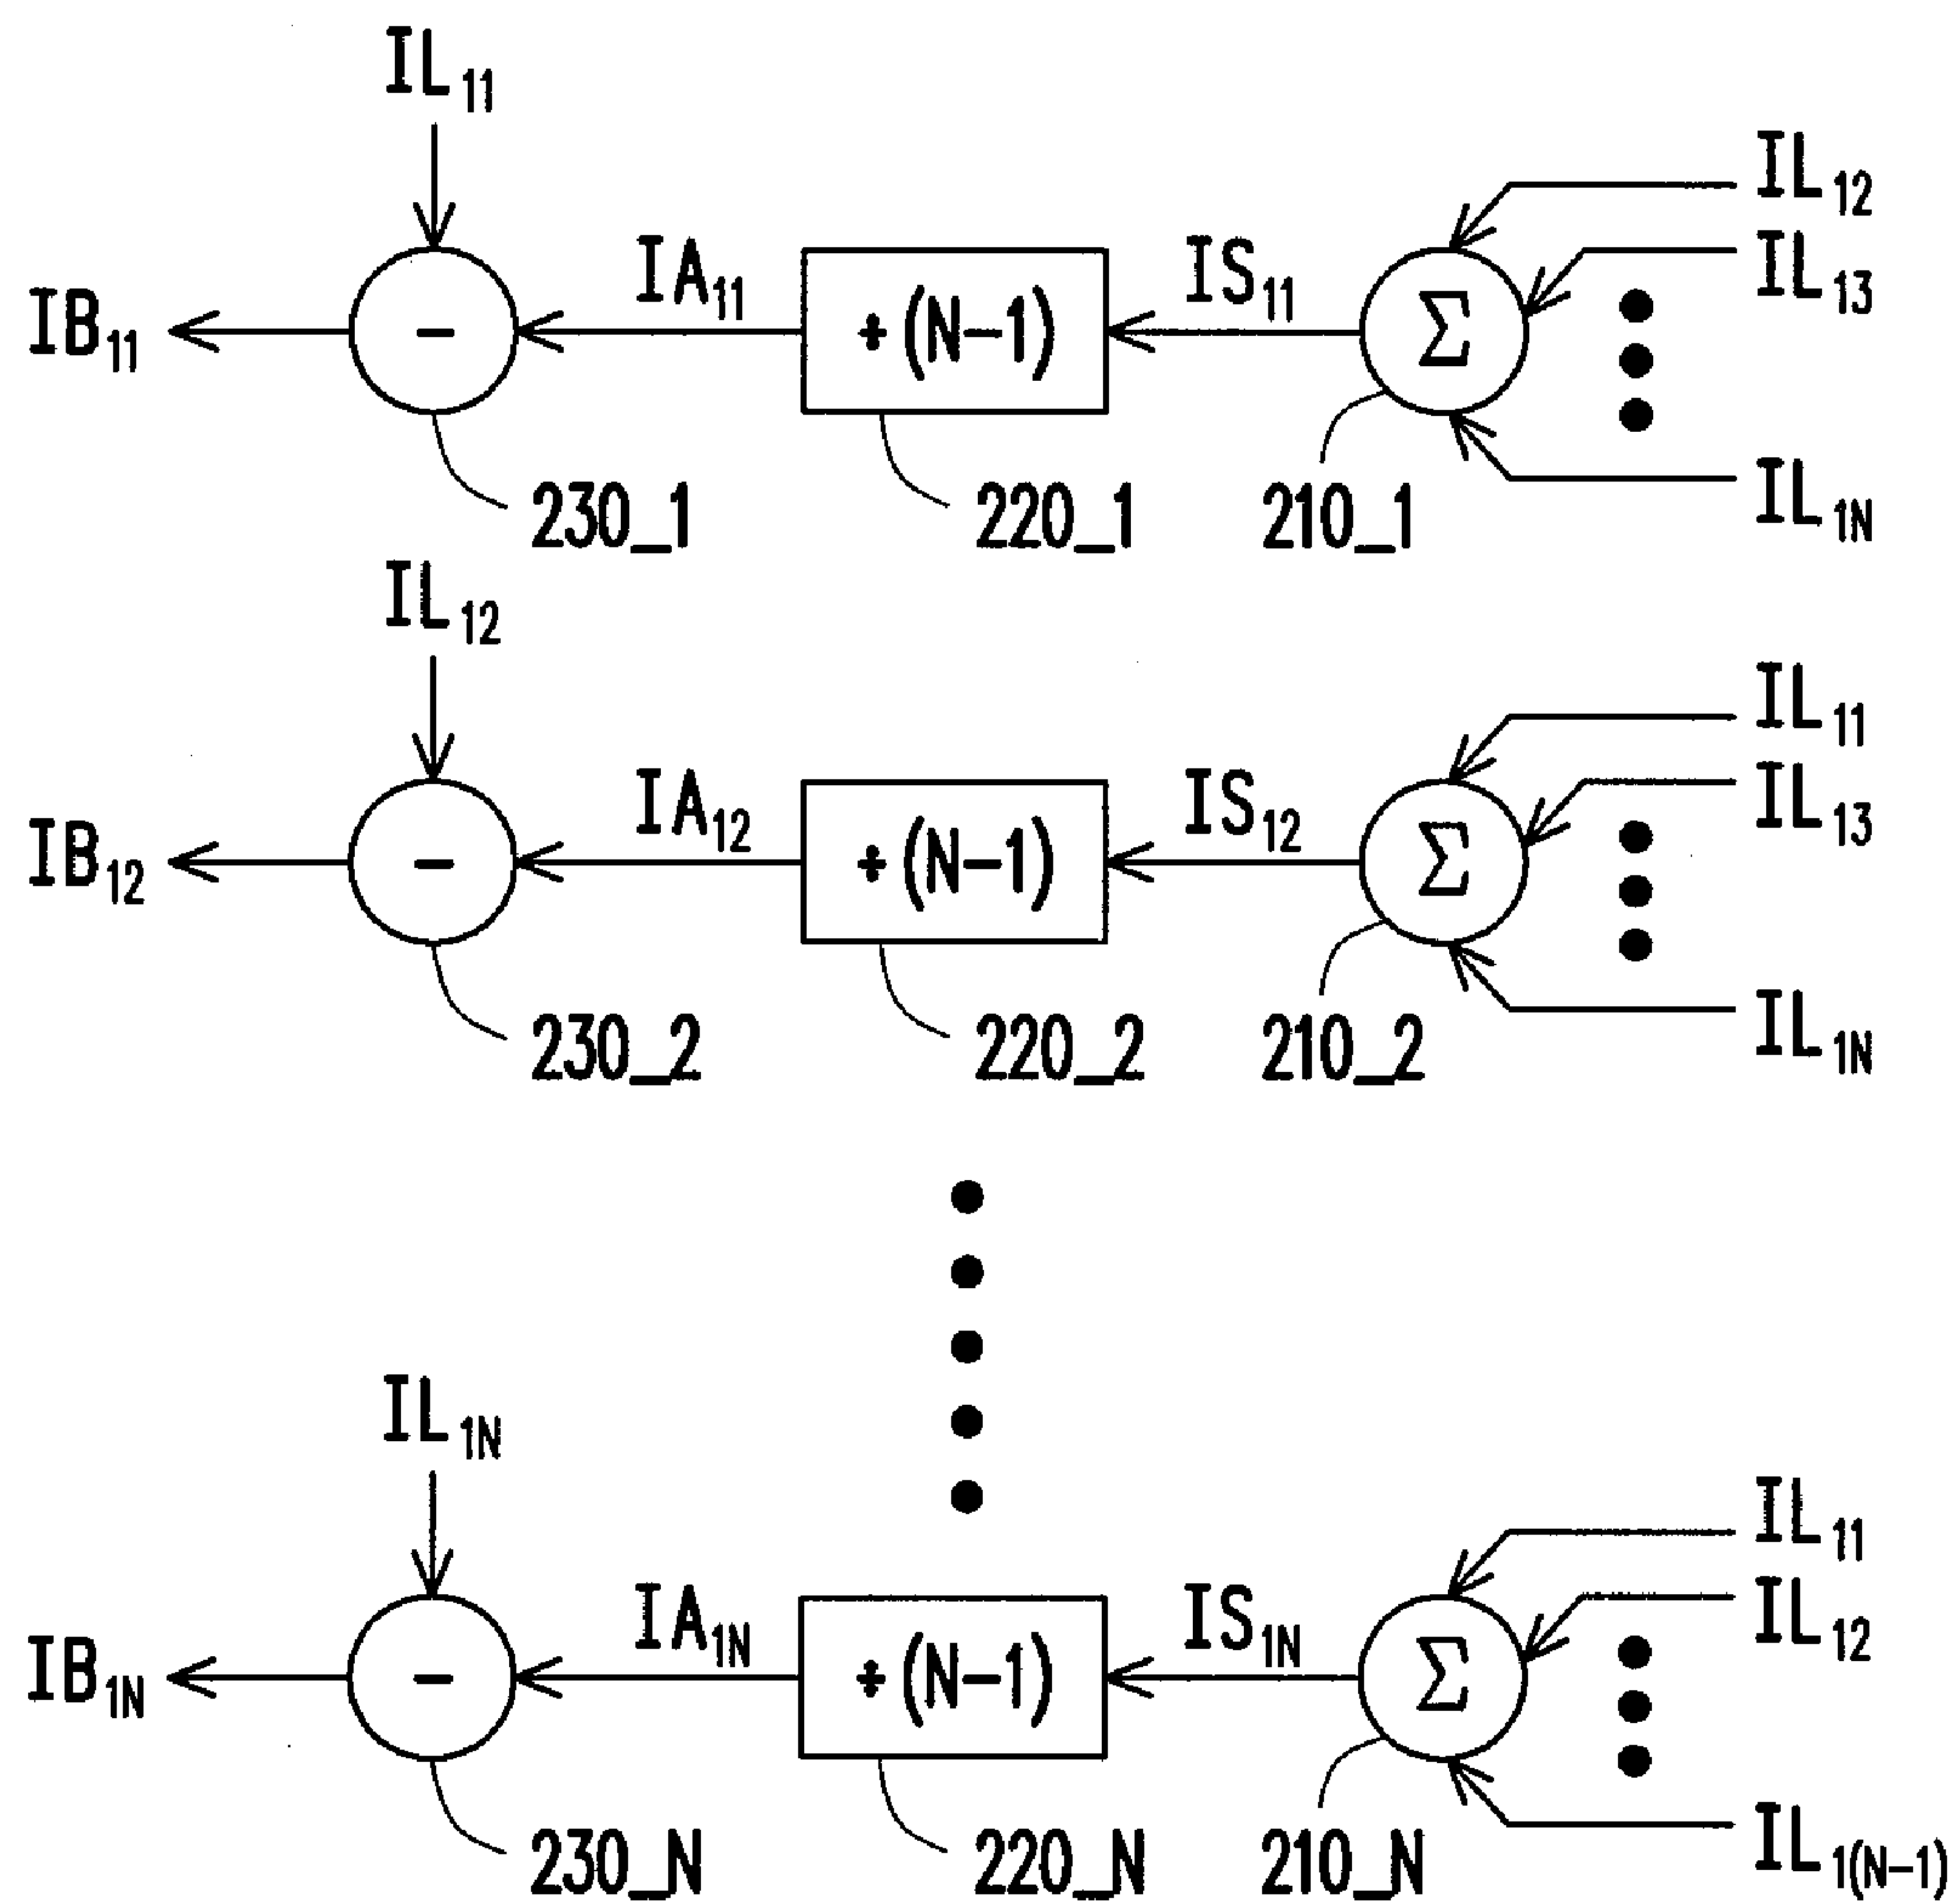 IL₁₁
IL₁₂
IA₁₁ IS₁₁ IL₁₃
IB₁₁ − ÷(N−1) Σ
IL₁N
230_1 220_1 210_1
IL₁₂
IL₁₁
IA₁₂ IS₁₂ IL₁₃
IB₁₂ − ÷(N−1) Σ
IL₁N
230_2 220_2 210_2
IL₁N
IL₁₁
IA₁N IS₁N IL₁₂
IB₁N − ÷(N−1) Σ
IL₁(N−1)
230_N 220_N 210_N